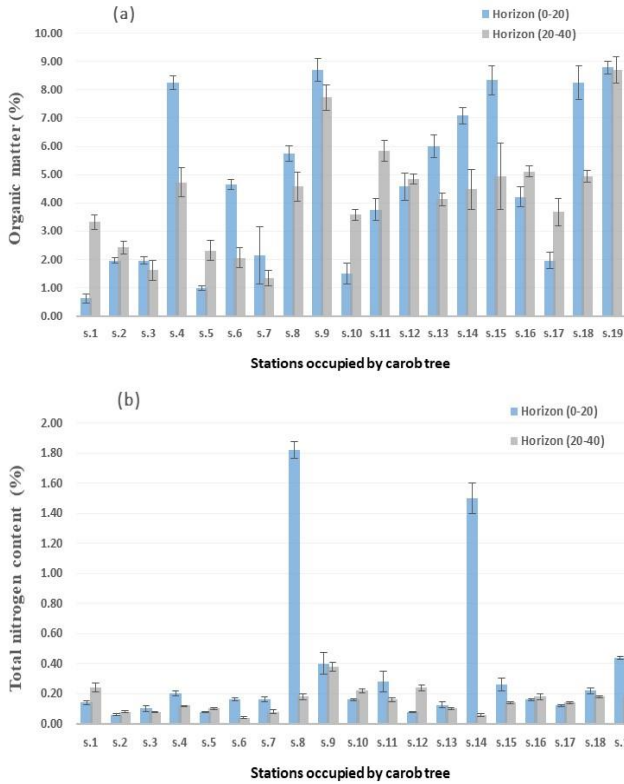 (a)
Horizon (0-20)
Horizon (20-40)
Organic matter (%)
10.00
9.00
8.00
7.00
6.00
5.00
4.00
3.00
2.00
1.00
0.00
s.1 s.2 s.3 s.4 s.5 s.6 s.7 s.8 s.9 s.10 s.11 s.12 s.13 s.14 s.15 s.16 s.17 s.18 s.19
Stations occupied by carob tree
(b)
Horizon (0-20)
Horizon (20-40)
Total nitrogen content (%)
2.00
1.80
1.60
1.40
1.20
1.00
0.80
0.60
0.40
0.20
0.00
s.1 s.2 s.3 s.4 s.5 s.6 s.7 s.8 s.9 s.10 s.11 s.12 s.13 s.14 s.15 s.16 s.17 s.18
Stations occupied by carob tree